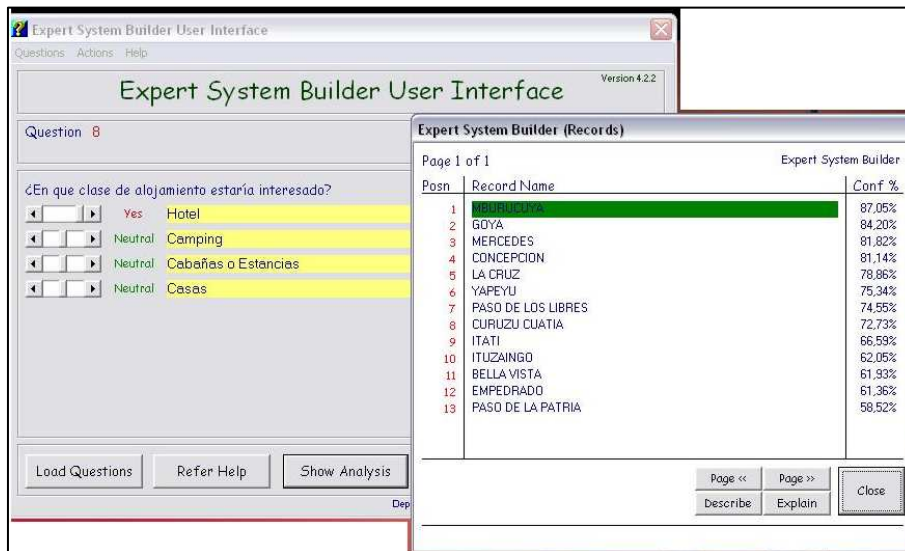 Expert System Builder User Interface
Questions Actions Help
Expert System Builder User Interface
Version 4.2.2
Question 8
¿En que clase de alojamiento estaría interesado?
Yes Hotel
Neutral Camping
Neutral Cabañas o Estancias
Neutral Casas
Load Questions Refer Help Show Analysis
Dep
Expert System Builder (Records)
Page 1 of 1 Expert System Builder
Posn Record Name Conf %
1 MBURUCUYA 87,05%
2 GOYA 84,20%
3 MERCEDES 81,82%
4 CONCEPCION 81,14%
5 LA CRUZ 78,86%
6 YAPEYU 75,34%
7 PASO DE LOS LIBRES 74,55%
8 CURUZU CUATIA 72,73%
9 ITATI 66,59%
10 ITUZAINGO 62,05%
11 BELLA VISTA 61,93%
12 EMPEDRADO 61,36%
13 PASO DE LA PATRIA 58,52%
Page << Page >>
Describe Explain Close